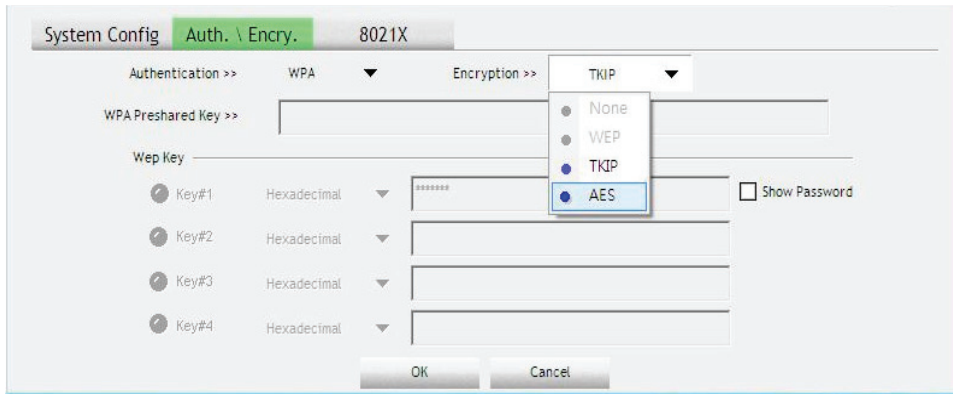 System Config Auth. \ Encry. 8021X
Authentication >> WPA Encryption >> TKIP
None
WPA Preshared Key >>
WEP
Wep Key
TKIP
Key#1 Hexadecimal ******* AES Show Password
Key#2 Hexadecimal
Key#3 Hexadecimal
Key#4 Hexadecimal
OK Cancel